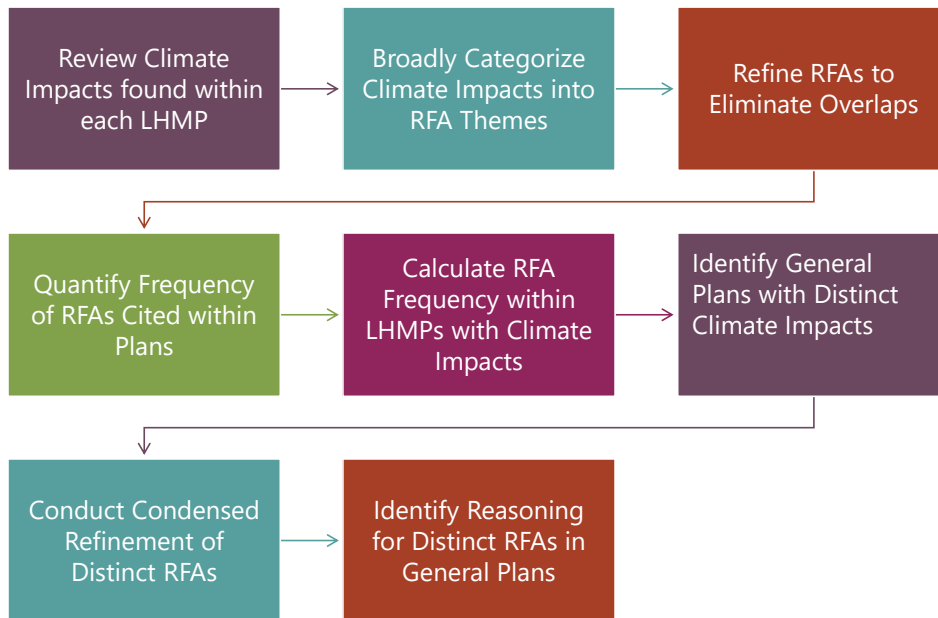 Review Climate
Impacts found within
each LHMP
Broadly Categorize
Climate Impacts into
RFA Themes
Refine RFAs to
Eliminate Overlaps
Quantify Frequency
of RFAs Cited within
Plans
Calculate RFA
Frequency within
LHMPs with Climate
Impacts
Identify General
Plans with Distinct
Climate Impacts
Conduct Condensed
Refinement of
Distinct RFAs
Identify Reasoning
for Distinct RFAs in
General Plans